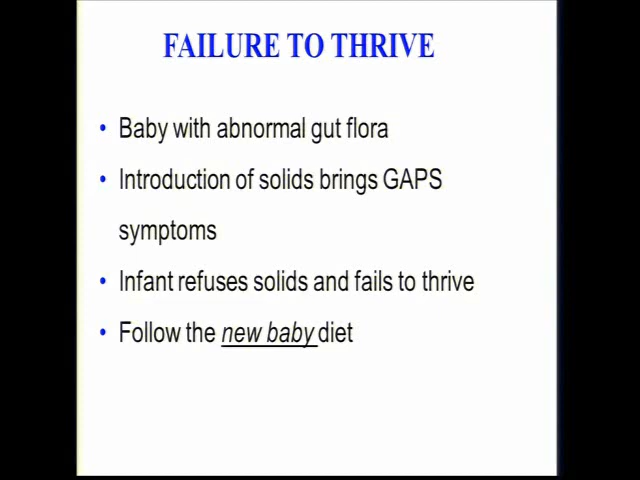 FAILURE TO THRIVE
• Baby with abnormal gut flora
• Introduction of solids brings GAPS
symptoms
• Infant refuses solids and fails to thrive
• Follow the new baby diet